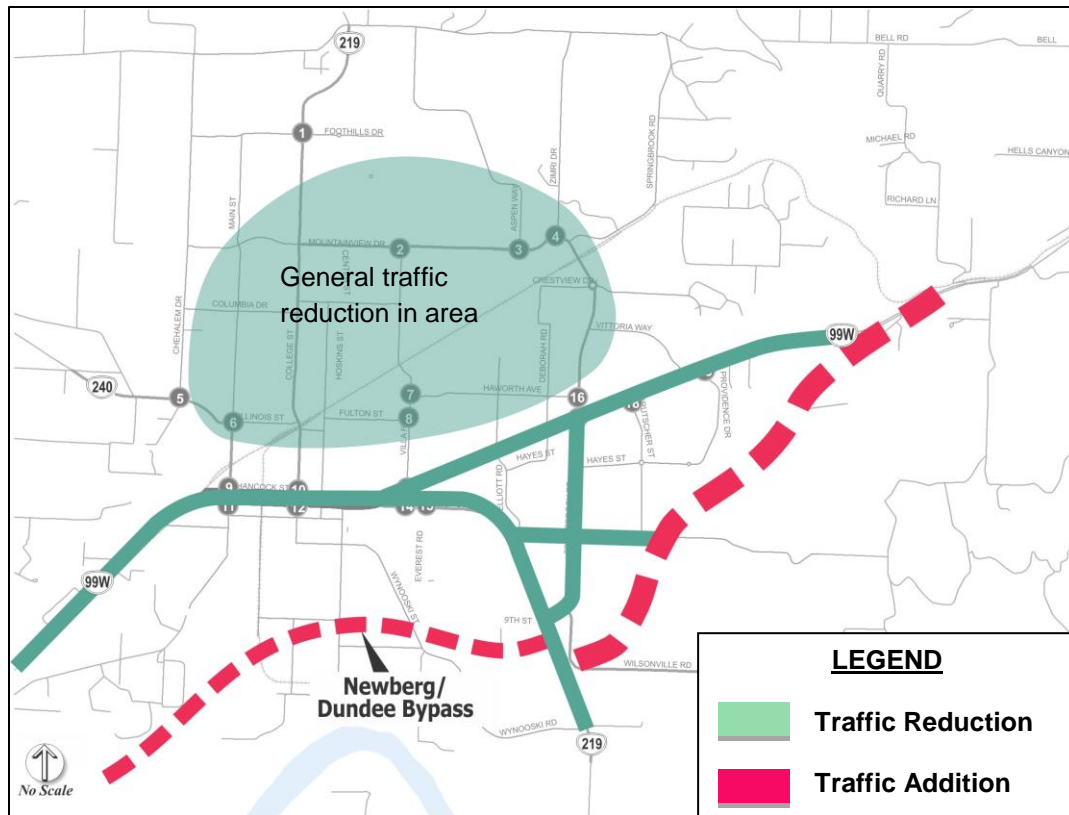 219
BELL RD
BELL
QUARRY RD
1
FOOTHILLS DR
MICHAEL RD
HELLS CANYON
SPRINGBROOK RD
ZIMRI DR
ASPEN WAY
RICHARD LN
MAIN ST
MOUNTAINVIEW DR
2
3
4
General traffic
reduction in area
CRESTVIEW DR
COLUMBIA DR
CHEHALEM DR
COLLEGE ST
HOSKINS ST
DEBORAH RD
VITTORIA WAY
99W
240
5
6
ILLINOIS ST
FULTON ST
7
8
HAWORTH AVE
16
18
PROVIDENCE DR
HAYES ST
HAYES ST
9
HANCOCK ST
10
11
12
14
15
ELLIOTT RD
EVEREST RD
99W
WYNOOSKI ST
9TH ST
WILSONVILLE RD
Newberg/
Dundee Bypass
WYNOOSKI RD
219
No Scale
LEGEND
Traffic Reduction
Traffic Addition